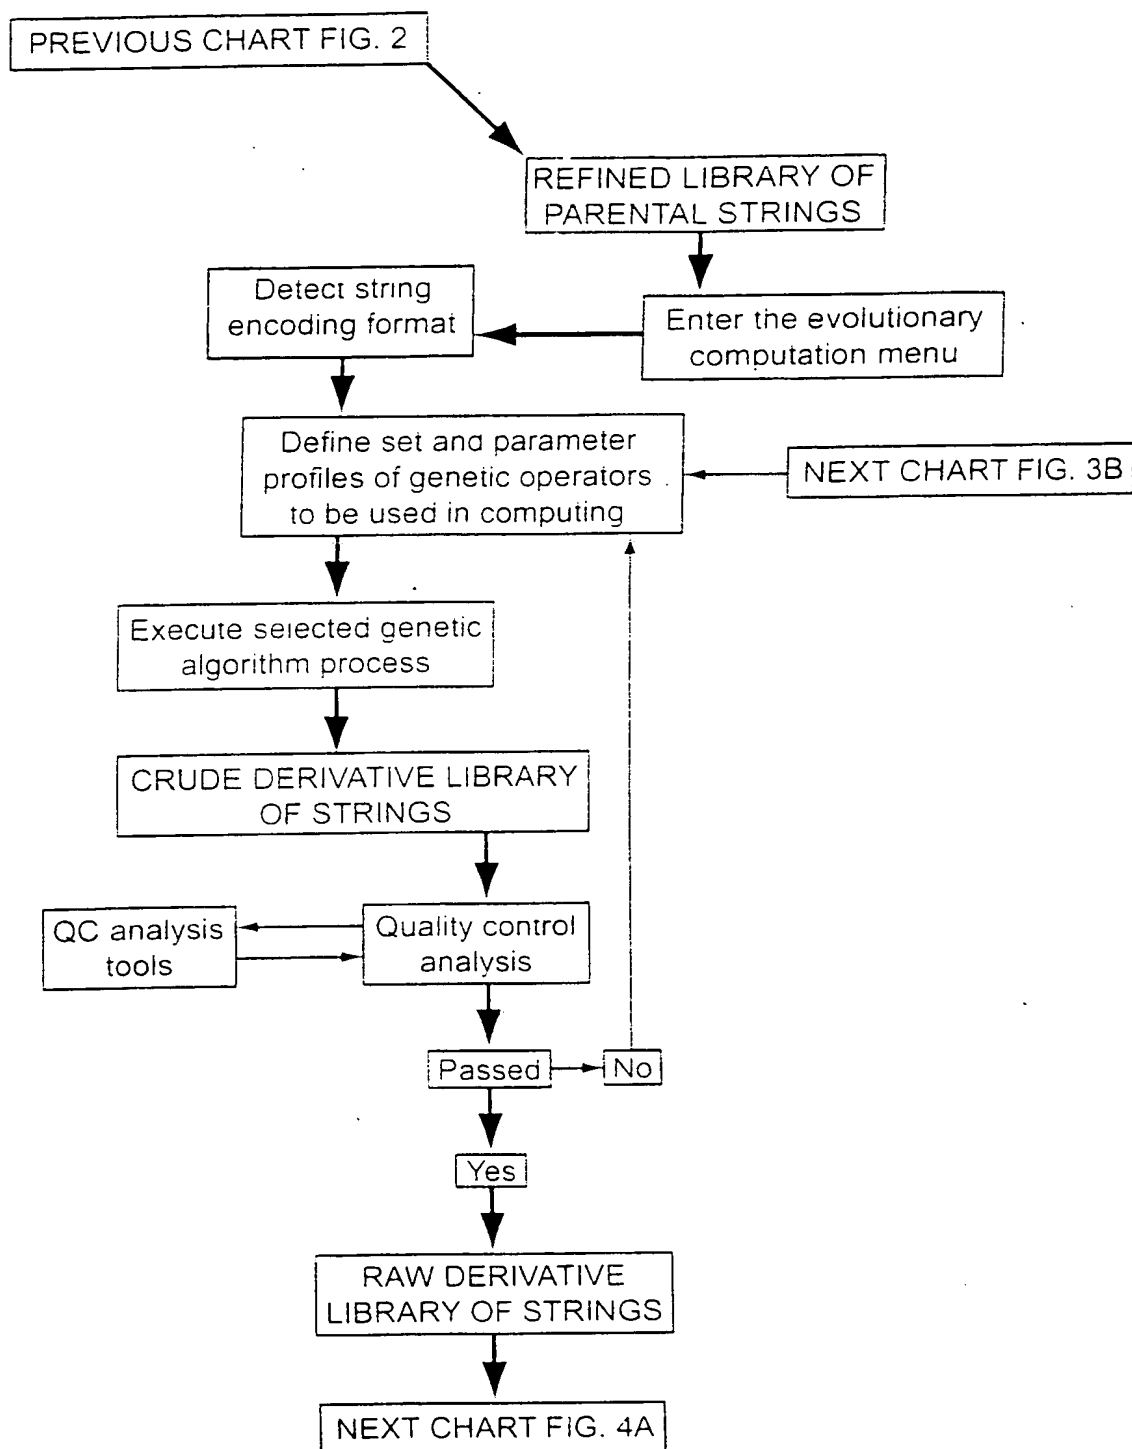 PREVIOUS CHART FIG. 2
REFINED LIBRARY OF
PARENTAL STRINGS
Detect string
encoding format
Enter the evolutionary
computation menu
Define set and parameter
profiles of genetic operators
to be used in computing
NEXT CHART FIG. 3B
Execute selected genetic
algorithm process
CRUDE DERIVATIVE LIBRARY
OF STRINGS
QC analysis
tools
Quality control
analysis
Passed
No
Yes
RAW DERIVATIVE
LIBRARY OF STRINGS
NEXT CHART FIG. 4A